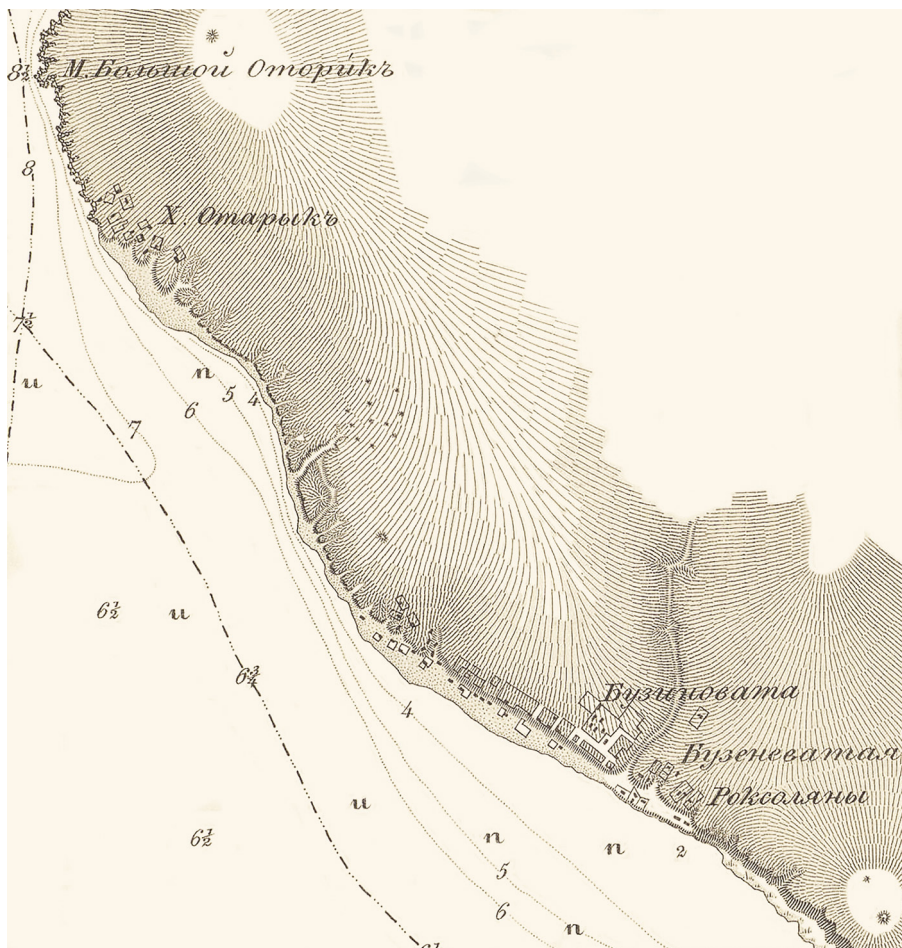 8½ М. Большой Оторикъ
8
Х. Отарыкъ
7½
и
п
5
4
6
7
6½
и
6¾
4
Бузиновата
Бузеневатая
Роксоляны
и
6½
п
п
2
5
6
п